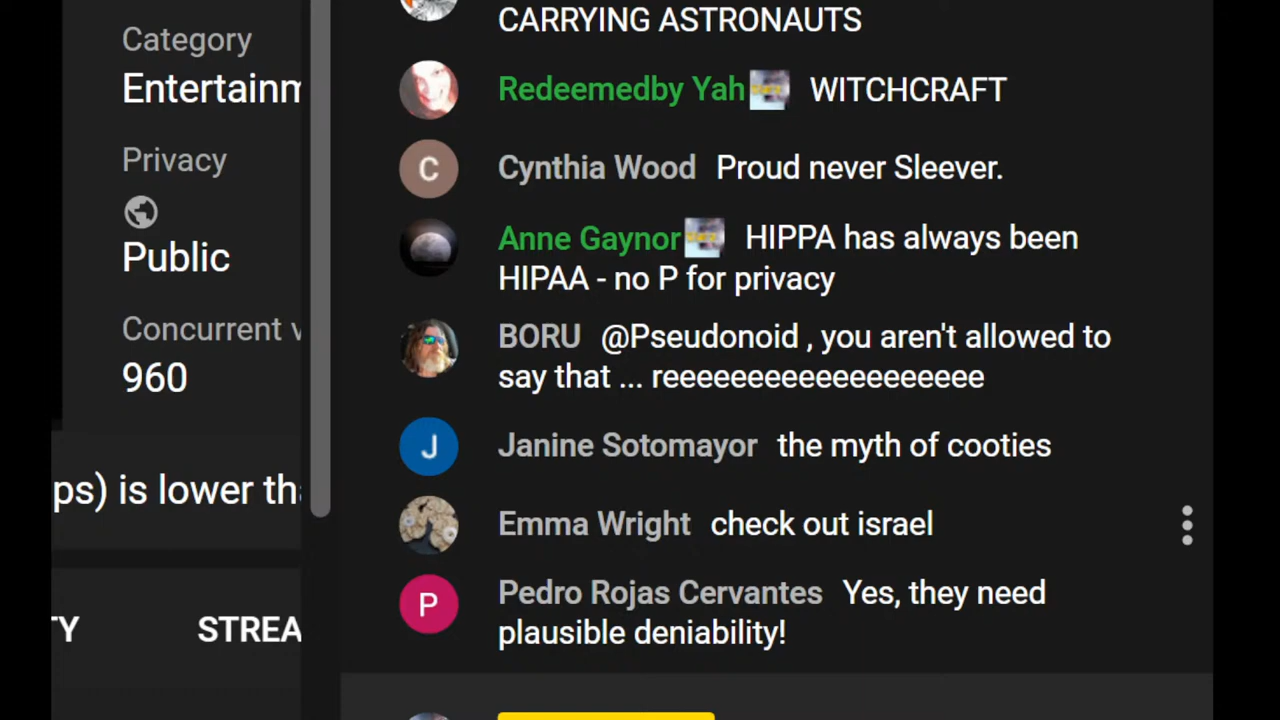 Category
Entertainm
Privacy
Public
Concurrent v
960
ps) is lower tha
TY STREA
CARRYING ASTRONAUTS
Redeemedby Yah WITCHCRAFT
C Cynthia Wood Proud never Sleever.
Anne Gaynor HIPPA has always been
HIPAA - no P for privacy
BORU @Pseudonoid , you aren't allowed to
say that ... reeeeeeeeeeeeeeeeee
J Janine Sotomayor the myth of cooties
Emma Wright check out israel
P Pedro Rojas Cervantes Yes, they need
plausible deniability!